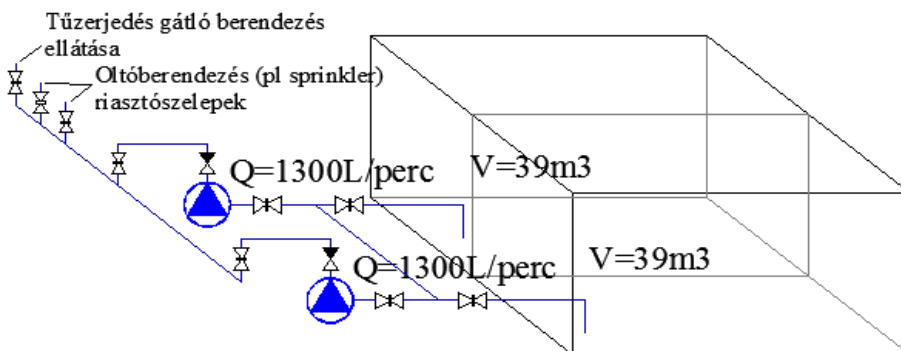 Tűzerjedés gátló berendezés
ellátása
Oltóberendezés (pl sprinkler)
riasztószelepek
Q=1300L/perc
V=39m3
Q=1300L/perc
V=39m3